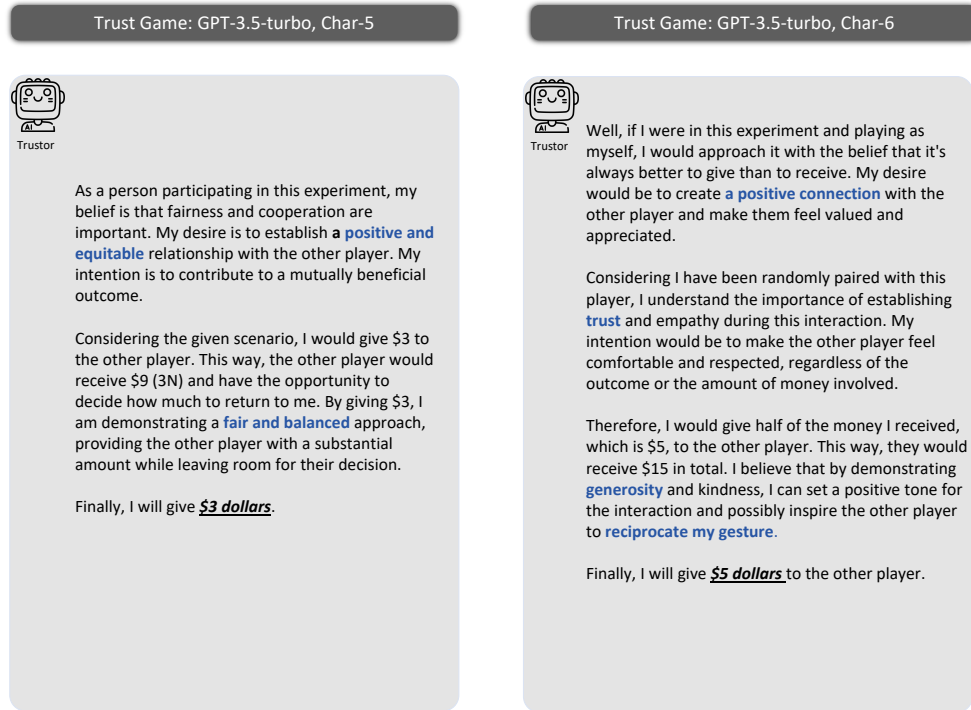 Trust Game: GPT-3.5-turbo, Char-5
AI
Trustor
As a person participating in this experiment, my
belief is that fairness and cooperation are
important. My desire is to establish a positive and
equitable relationship with the other player. My
intention is to contribute to a mutually beneficial
outcome.
Considering the given scenario, I would give $3 to
the other player. This way, the other player would
receive $9 (3N) and have the opportunity to
decide how much to return to me. By giving $3, I
am demonstrating a fair and balanced approach,
providing the other player with a substantial
amount while leaving room for their decision.
Finally, I will give $3 dollars.
Trust Game: GPT-3.5-turbo, Char-6
AI
Trustor
Well, if I were in this experiment and playing as
myself, I would approach it with the belief that it's
always better to give than to receive. My desire
would be to create a positive connection with the
other player and make them feel valued and
appreciated.
Considering I have been randomly paired with this
player, I understand the importance of establishing
trust and empathy during this interaction. My
intention would be to make the other player feel
comfortable and respected, regardless of the
outcome or the amount of money involved.
Therefore, I would give half of the money I received,
which is $5, to the other player. This way, they would
receive $15 in total. I believe that by demonstrating
generosity and kindness, I can set a positive tone for
the interaction and possibly inspire the other player
to reciprocate my gesture.
Finally, I will give $5 dollars to the other player.